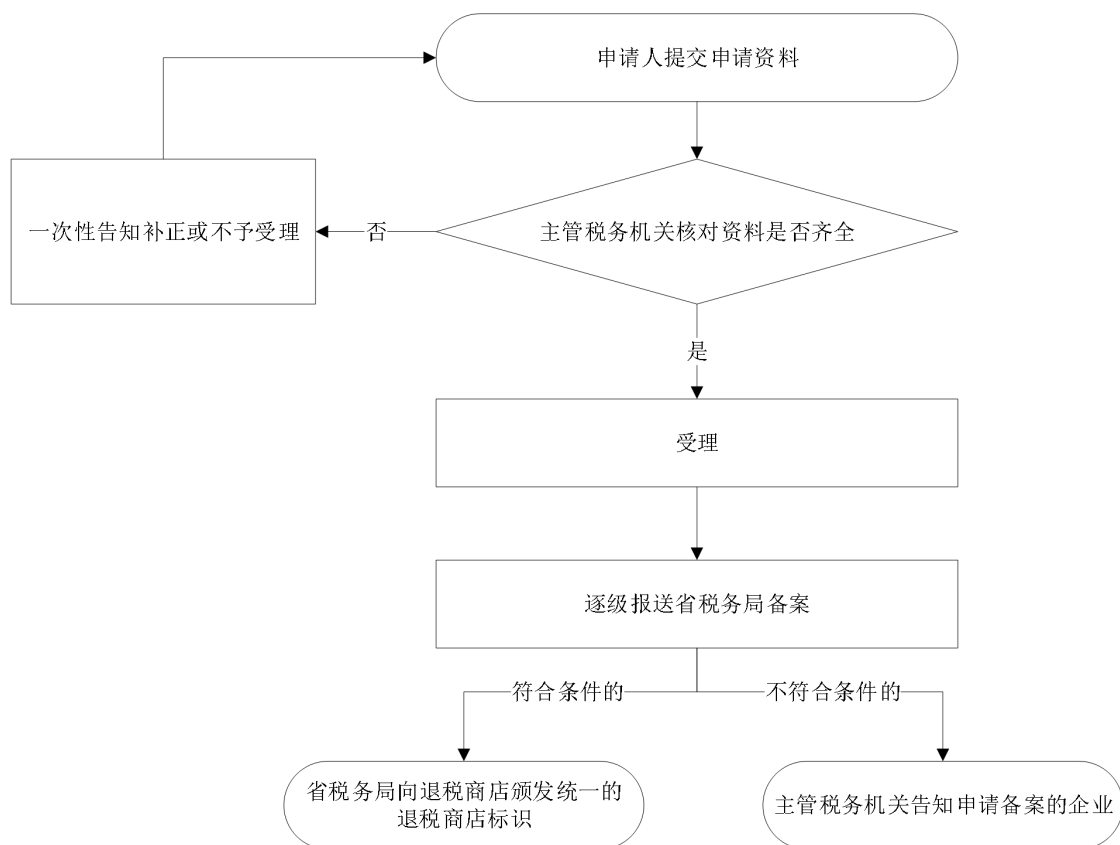 申请人提交申请资料
一次性告知补正或不予受理
否
主管税务机关核对资料是否齐全
是
受理
逐级报送省税务局备案
符合条件的
不符合条件的
省税务局向退税商店颁发统一的
退税商店标识
主管税务机关告知申请备案的企业